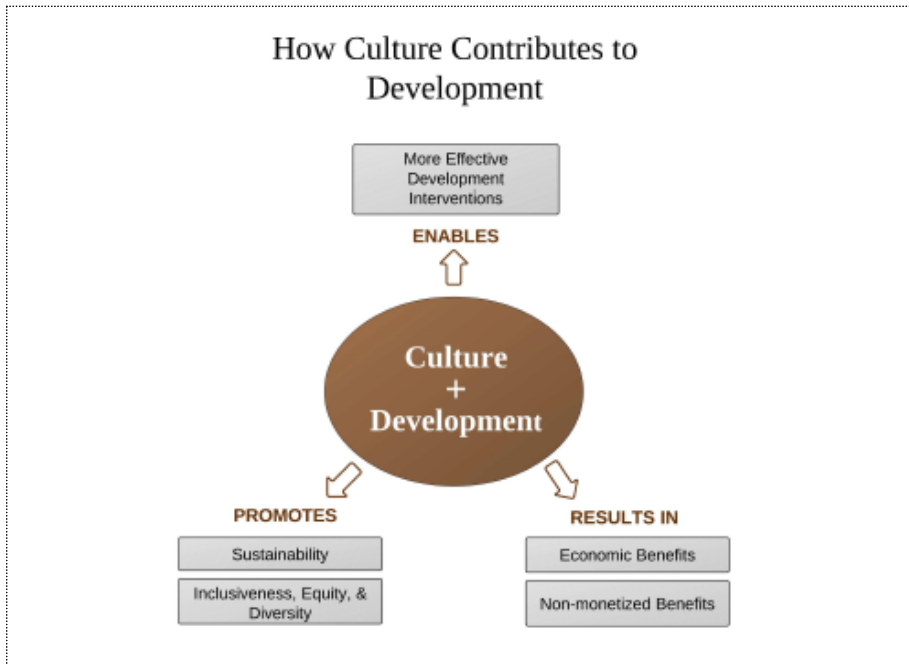 How Culture Contributes to
Development
More Effective
Development
Interventions
ENABLES
Culture
+
Development
PROMOTES
Sustainability
Inclusiveness, Equity, &
Diversity
RESULTS IN
Economic Benefits
Non-monetized Benefits